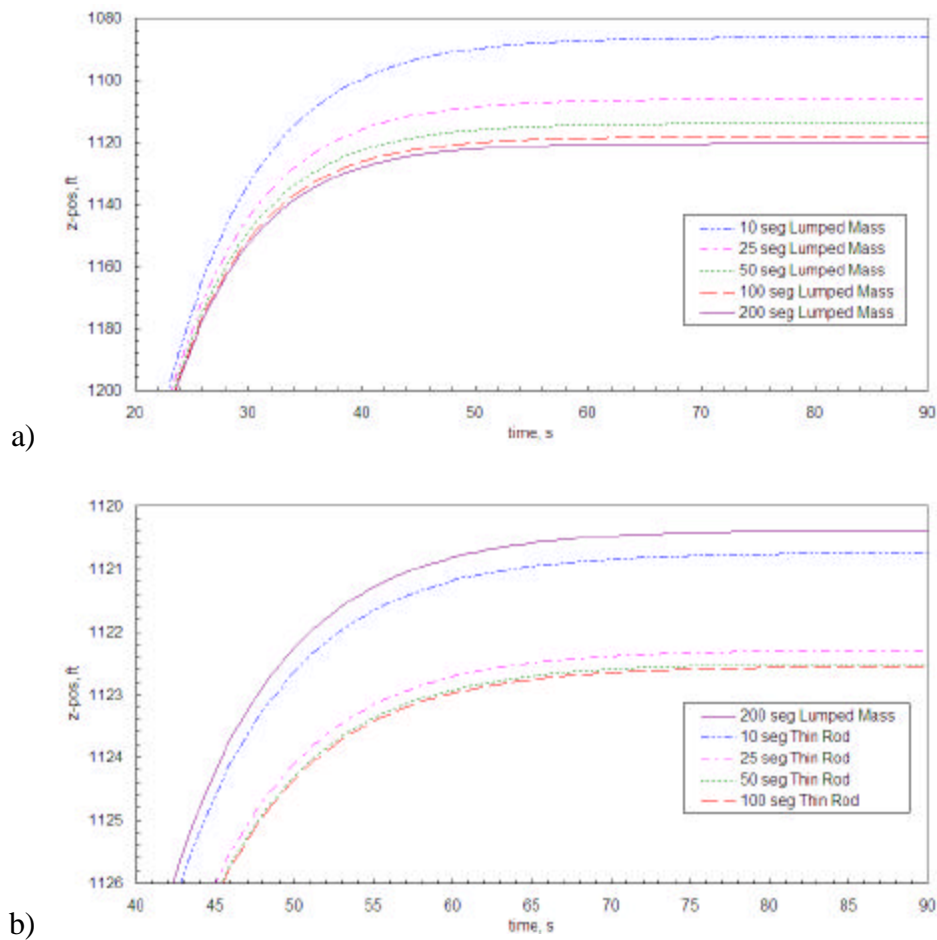 1080
1100
1120
1140
1160
1180
1200
z-pos, ft
10 seg Lumped Mass
25 seg Lumped Mass
50 seg Lumped Mass
100 seg Lumped Mass
200 seg Lumped Mass
20 30 40 50 60 70 80 90
time, s
a)
1120
1121
1122
1123
1124
1125
1126
z-pos, ft
200 seg Lumped Mass
10 seg Thin Rod
25 seg Thin Rod
50 seg Thin Rod
100 seg Thin Rod
40 45 50 55 60 65 70 75 80 85 90
time, s
b)